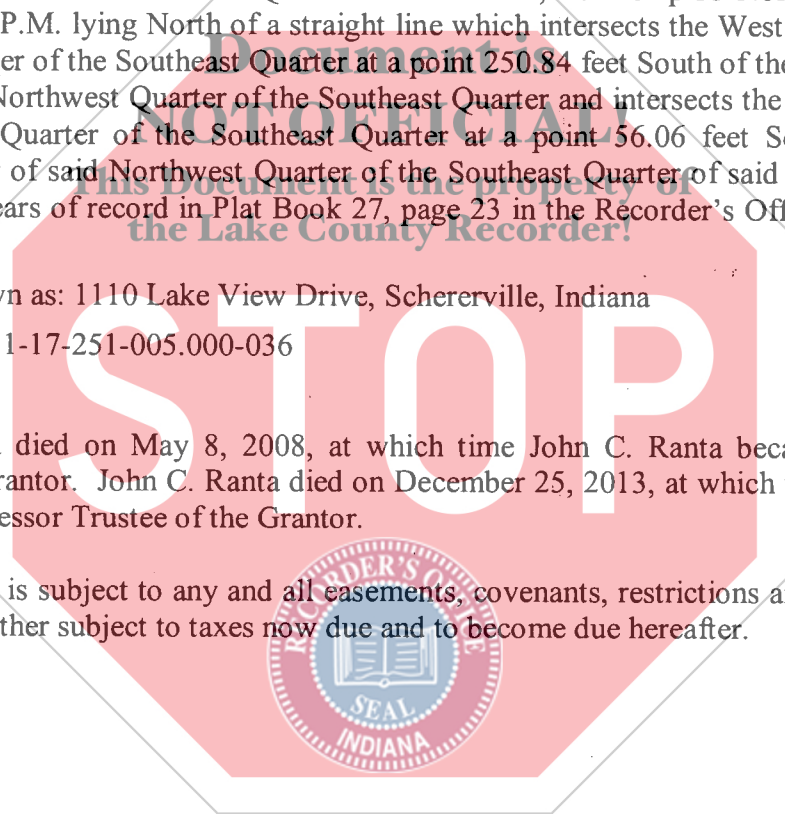 P.M. lying North of a straight line which intersects the West
er of the Southeast Quarter at a point 250.84 feet South of the
Northwest Quarter of the Southeast Quarter and intersects the
Quarter of the Southeast Quarter at a point 56.06 feet S
of said Northwest Quarter of the Southeast Quarter of said
ears of record in Plat Book 27, page 23 in the Recorder's Off
Document is
NOT OFFICIAL!
This Document is the property of
the Lake County Recorder!
wn as: 1110 Lake View Drive, Schererville, Indiana
1-17-251-005.000-036
STOP
died on May 8, 2008, at which time John C. Ranta beca
rantor. John C. Ranta died on December 25, 2013, at which
essor Trustee of the Grantor.
is subject to any and all easements, covenants, restrictions a
ther subject to taxes now due and to become due hereafter.
RECORDER'S OFFICE
SEAL
INDIANA